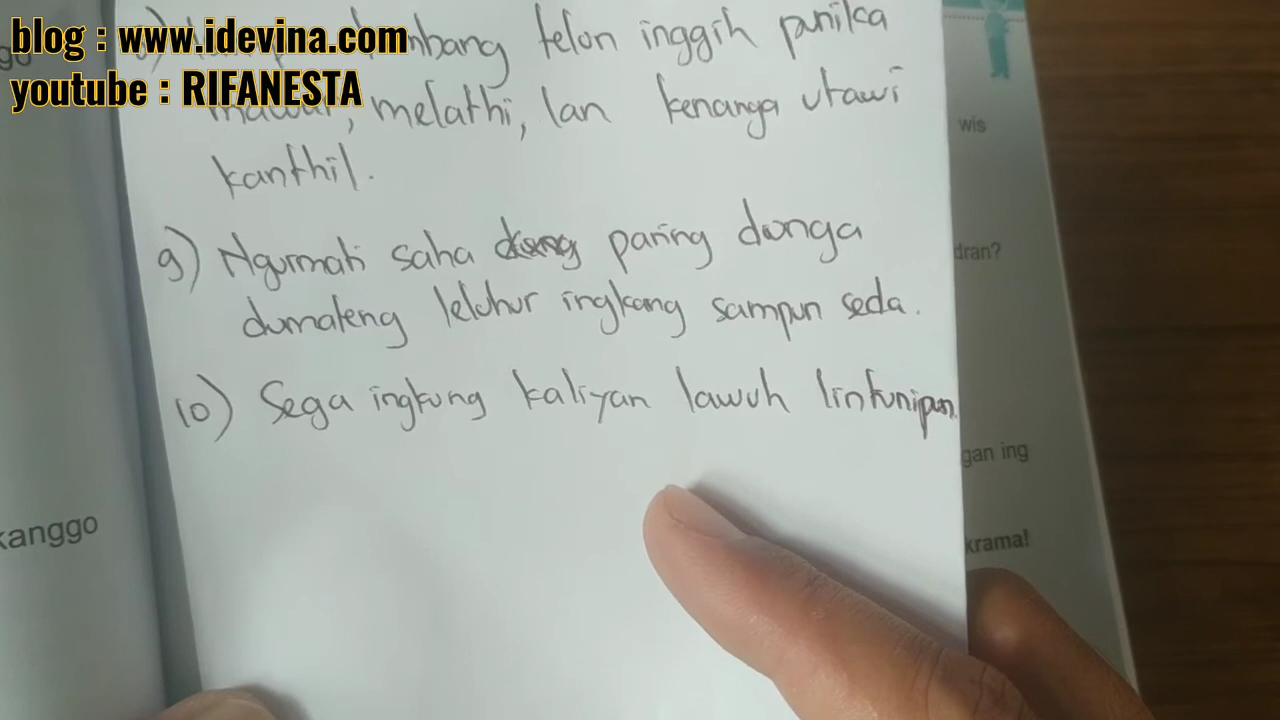 blog : www.idevina.com
youtube : RIFANESTA
telon inggih punika
mawar, melathi, lan kenanga utawi
kanthil.
9) Ngurmati saha paring donga
dumateng leluhur ingkang sampun seda.
10) Sega ingkung kaliyan lawuh lintunipun.
kanggo
wis
dran?
gan ing
krama!